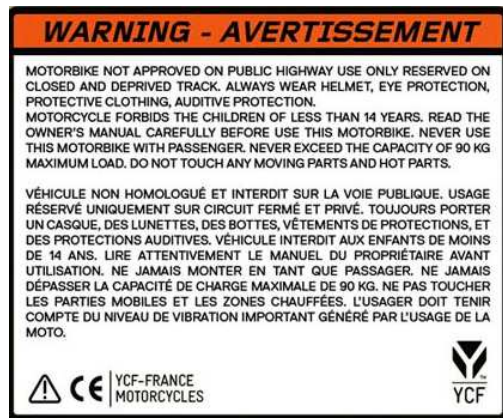 WARNING - AVERTISSEMENT
MOTORBIKE NOT APPROVED ON PUBLIC HIGHWAY USE ONLY RESERVED ON
CLOSED AND DEPRIVED TRACK. ALWAYS WEAR HELMET, EYE PROTECTION,
PROTECTIVE CLOTHING, AUDITIVE PROTECTION.
MOTORCYCLE FORBIDS THE CHILDREN OF LESS THAN 14 YEARS. READ THE
OWNER'S MANUAL CAREFULLY BEFORE USE THIS MOTORBIKE. NEVER USE
THIS MOTORBIKE WITH PASSENGER. NEVER EXCEED THE CAPACITY OF 90 KG
MAXIMUM LOAD. DO NOT TOUCH ANY MOVING PARTS AND HOT PARTS.
VÉHICULE NON HOMOLOGUÉ ET INTERDIT SUR LA VOIE PUBLIQUE. USAGE
RÉSERVÉ UNIQUEMENT SUR CIRCUIT FERMÉ ET PRIVÉ. TOUJOURS PORTER
UN CASQUE, DES LUNETTES, DES BOTTES, VÊTEMENTS DE PROTECTIONS, ET
DES PROTECTIONS AUDITIVES. VÉHICULE INTERDIT AUX ENFANTS DE MOINS
DE 14 ANS. LIRE ATTENTIVEMENT LE MANUEL DU PROPRIÉTAIRE AVANT
UTILISATION. NE JAMAIS MONTER EN TANT QUE PASSAGER. NE JAMAIS
DÉPASSER LA CAPACITÉ DE CHARGE MAXIMALE DE 90 KG. NE PAS TOUCHER
LES PARTIES MOBILES ET LES ZONES CHAUFFÉES. L'USAGER DOIT TENIR
COMPTE DU NIVEAU DE VIBRATION IMPORTANT GÉNÉRÉ PAR L'USAGE DE LA
MOTO.
CE
YCF-FRANCE
MOTORCYCLES
YCF